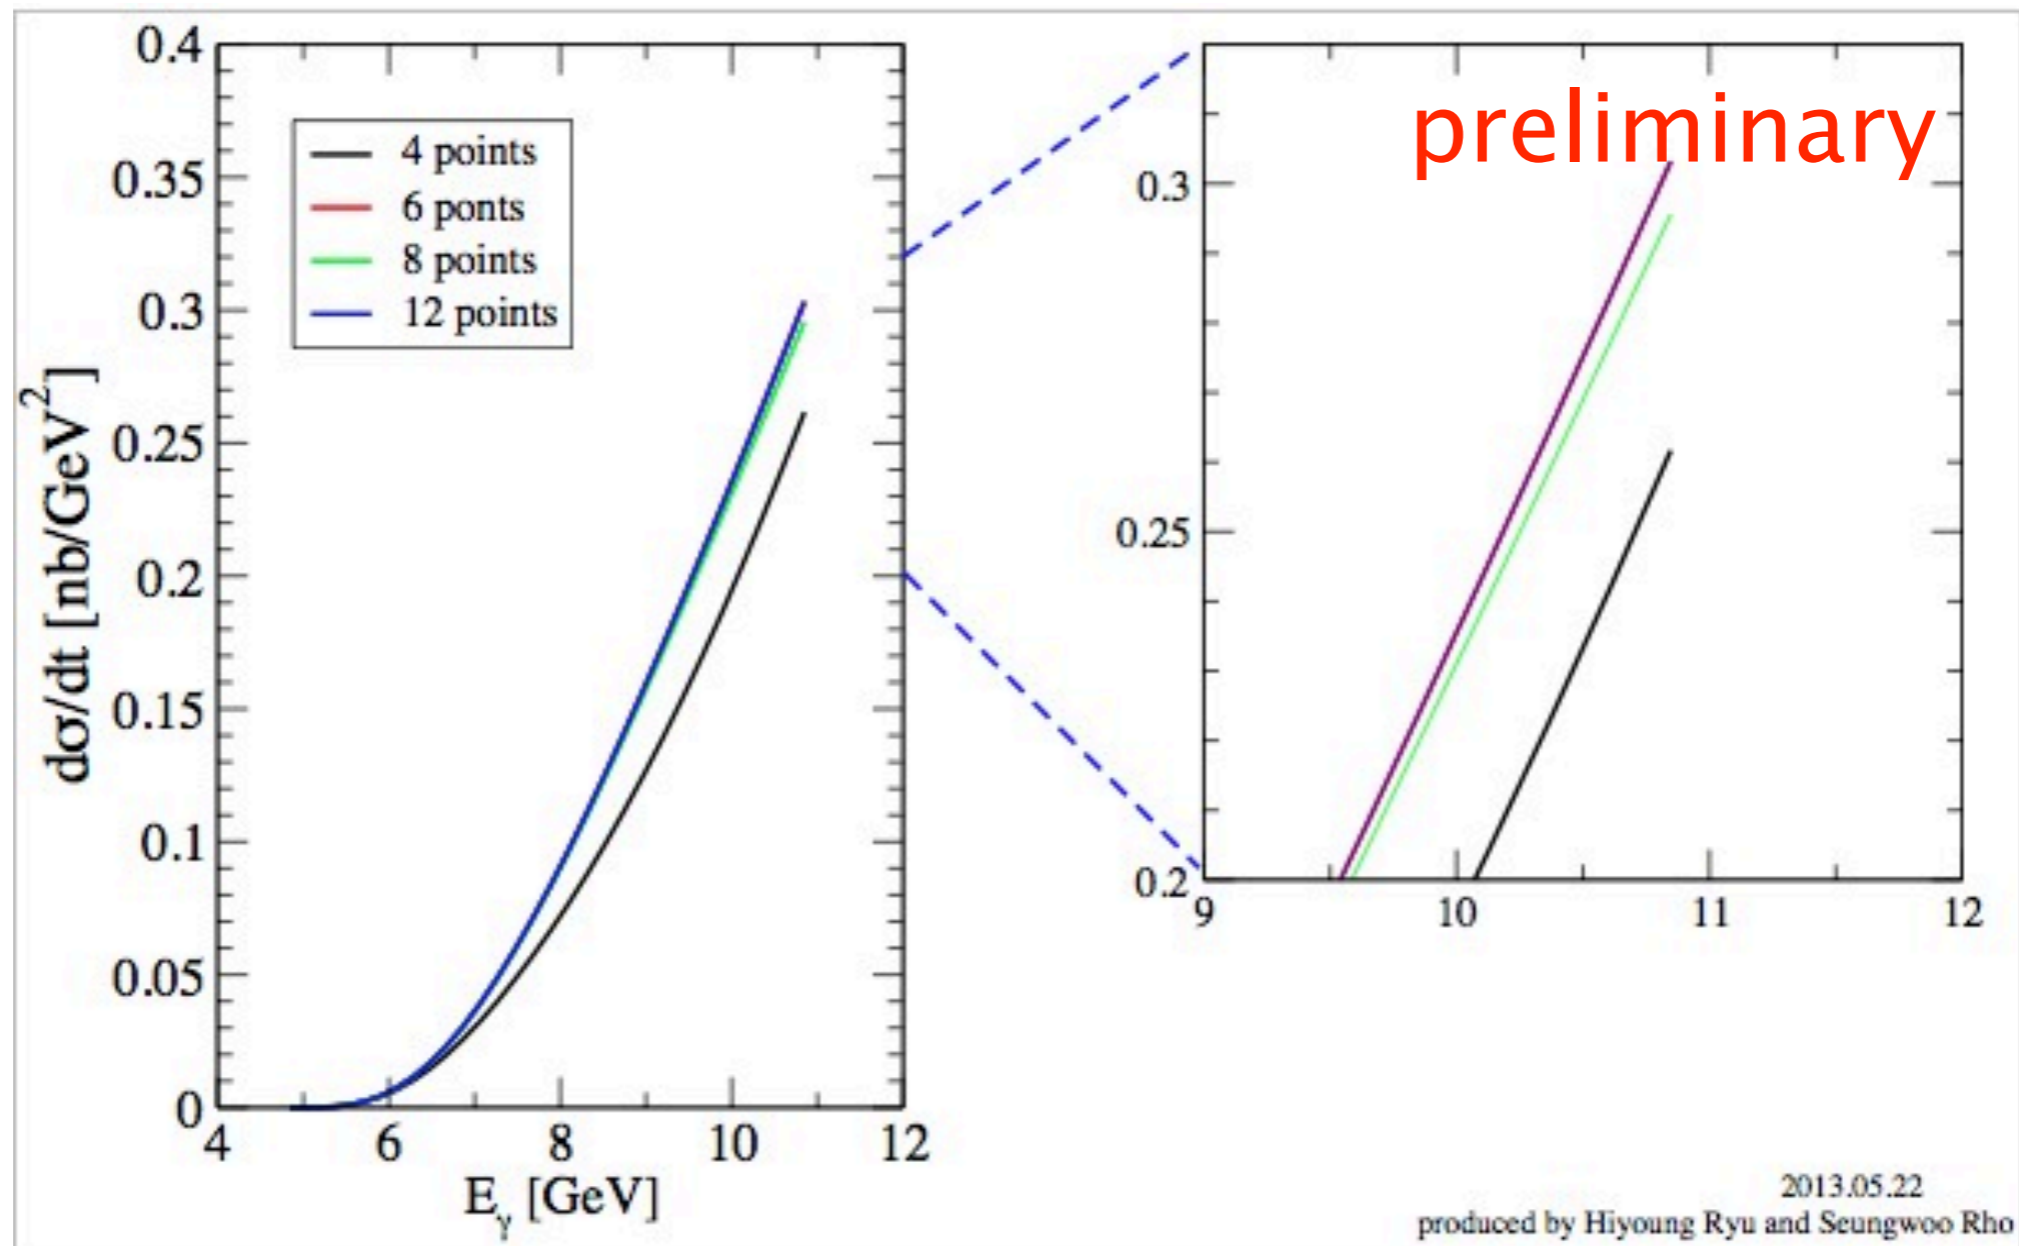 0.4
0.35
0.3
0.25
0.2
0.15
0.1
0.05
0
4 6 8 10 12
dσ/dt [nb/GeV²]
E_γ [GeV]
4 points
6 ponts
8 points
12 points
preliminary
0.3
0.25
0.2
9 10 11 12
2013.05.22
produced by Hiyoung Ryu and Seungwoo Rho